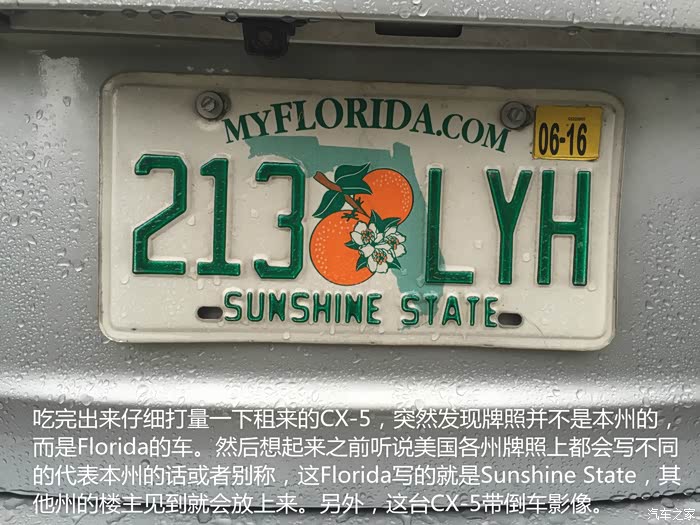 MYFLORIDA.COM
06-16
213 LYH
SUNSHINE STATE
吃完出来仔细打量一下租来的CX-5，突然发现牌照并不是本州的，
而是Florida的车。然后想起来之前听说美国各州牌照上都会写不同
的代表本州的话或者别称，这Florida写的就是Sunshine State，其
他州的楼主见到就会放上来。另外，这台CX-5带倒车影像。
汽车之家